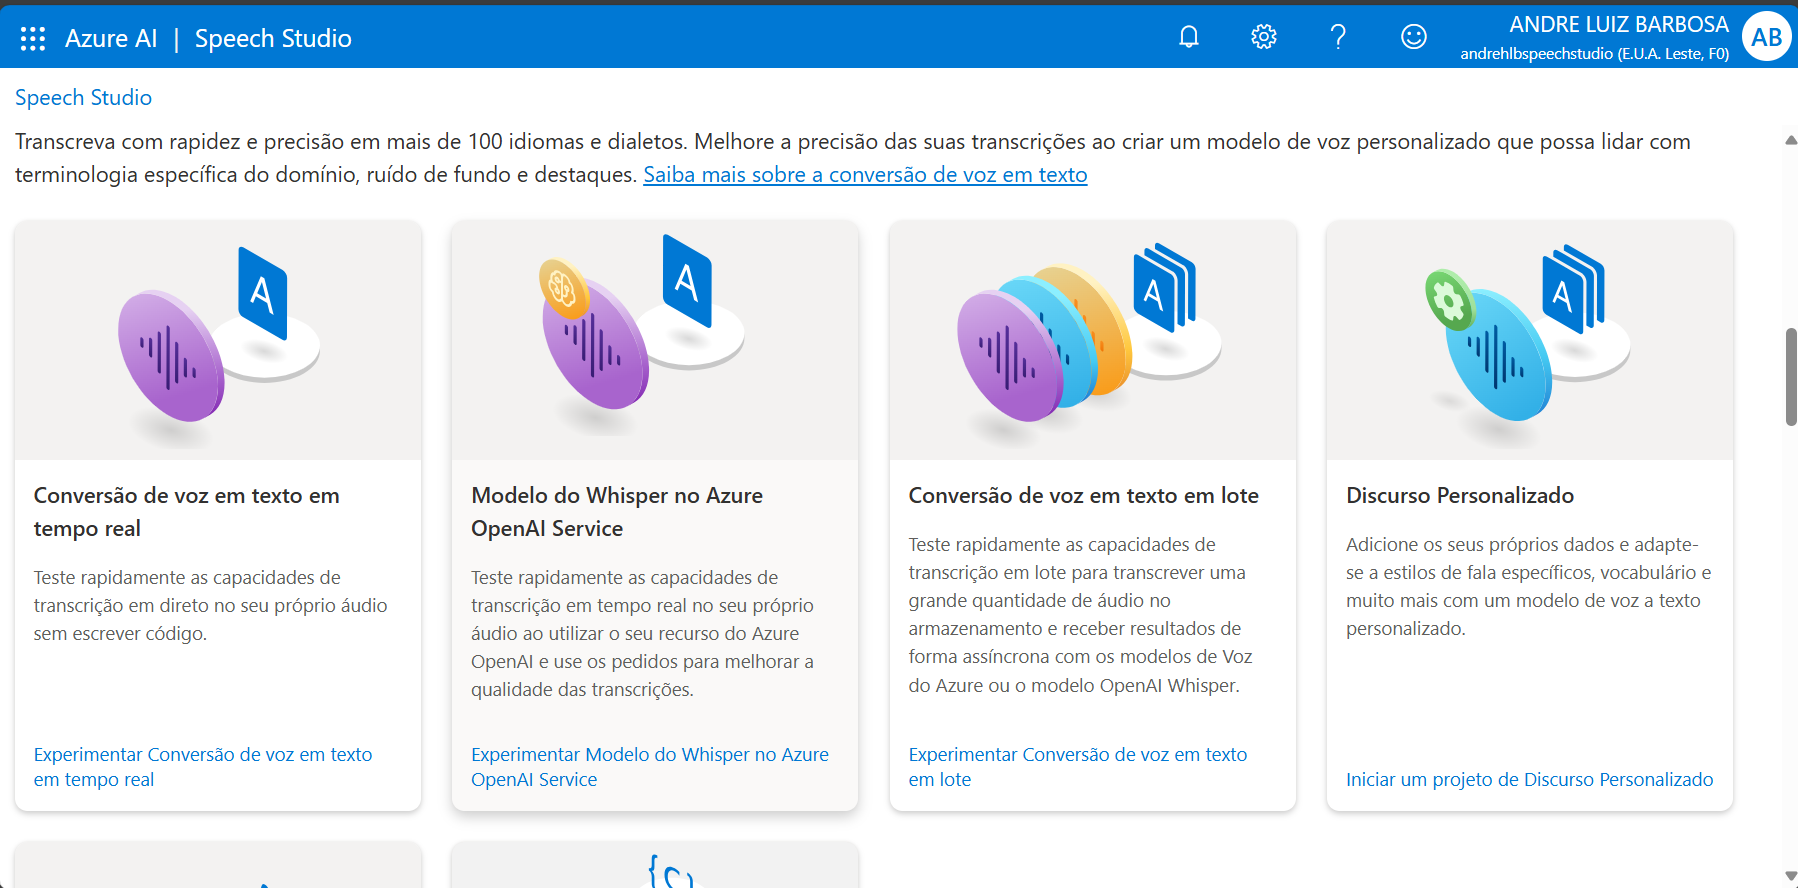 Azure AI | Speech Studio
ANDRE LUIZ BARBOSA
andrehlbspeechstudio (E.U.A. Leste, F0)
AB
Speech Studio
Transcreva com rapidez e precisão em mais de 100 idiomas e dialetos. Melhore a precisão das suas transcrições ao criar um modelo de voz personalizado que possa lidar com
terminologia específica do domínio, ruído de fundo e destaques. Saiba mais sobre a conversão de voz em texto
A
A
A
A
Conversão de voz em texto em
tempo real
Teste rapidamente as capacidades de
transcrição em direto no seu próprio áudio
sem escrever código.
Experimentar Conversão de voz em texto
em tempo real
Modelo do Whisper no Azure
OpenAI Service
Teste rapidamente as capacidades de
transcrição em tempo real no seu próprio
áudio ao utilizar o seu recurso do Azure
OpenAI e use os pedidos para melhorar a
qualidade das transcrições.
Experimentar Modelo do Whisper no Azure
OpenAI Service
Conversão de voz em texto em lote
Teste rapidamente as capacidades de
transcrição em lote para transcrever uma
grande quantidade de áudio no
armazenamento e receber resultados de
forma assíncrona com os modelos de Voz
do Azure ou o modelo OpenAI Whisper.
Experimentar Conversão de voz em texto
em lote
Discurso Personalizado
Adicione os seus próprios dados e adapte-
se a estilos de fala específicos, vocabulário e
muito mais com um modelo de voz a texto
personalizado.
Iniciar um projeto de Discurso Personalizado